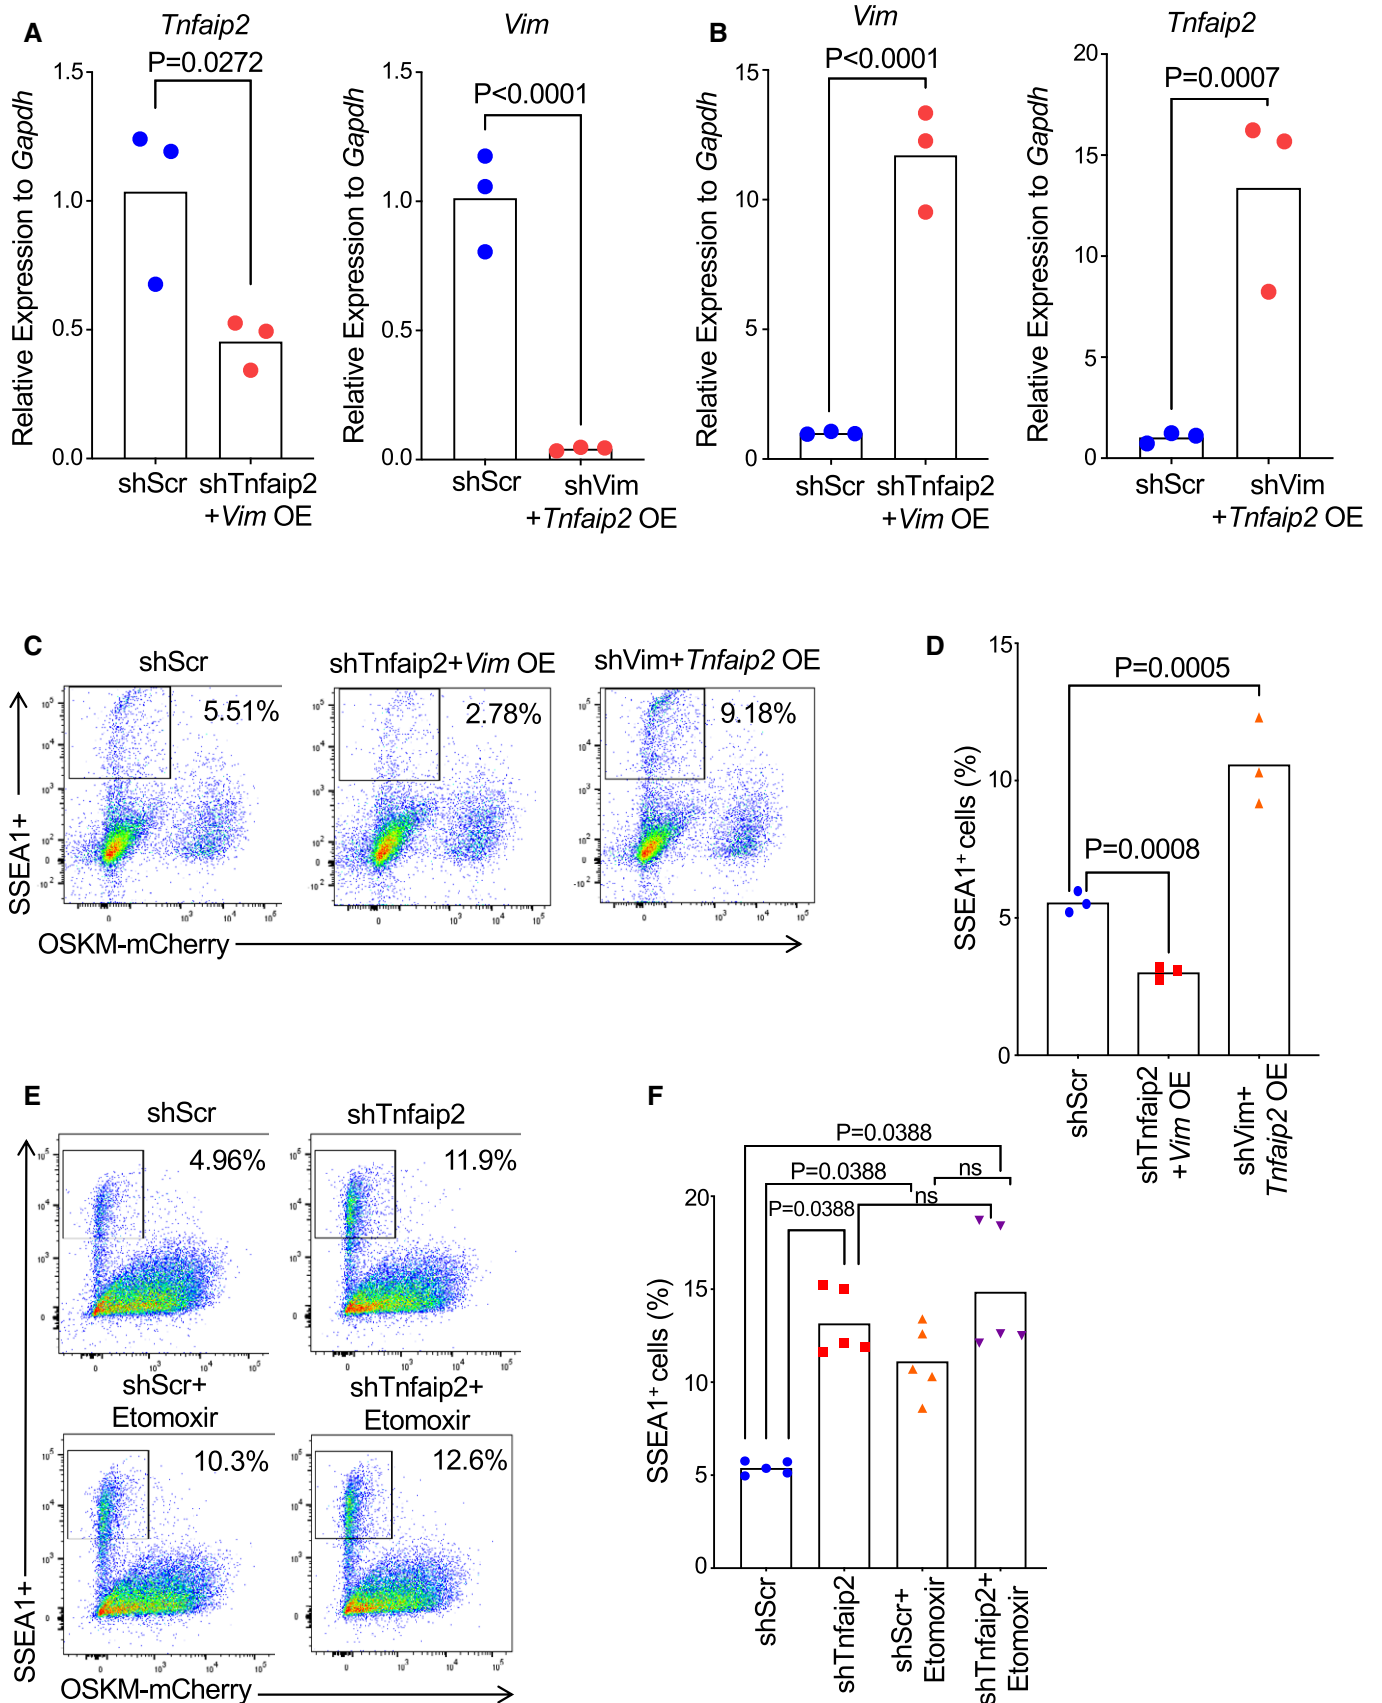 A
Tnfaip2
P=0.0272
Relative Expression to Gapdh
1.5
1.0
0.5
0.0
shScr
shTnfaip2
+Vim OE
Vim
P<0.0001
Relative Expression to Gapdh
1.5
1.0
0.5
0.0
shScr
shVim
+Tnfaip2 OE
B
Vim
P<0.0001
Relative Expression to Gapdh
15
10
5
0
shScr
shTnfaip2
+Vim OE
Tnfaip2
P=0.0007
Relative Expression to Gapdh
20
15
10
5
0
shScr
shVim
+Tnfaip2 OE
C
shScr
5.51%
shTnfaip2+Vim OE
2.78%
shVim+Tnfaip2 OE
9.18%
SSEA1+
OSKM-mCherry
D
SSEA1+ cells (%)
15
10
5
0
P=0.0005
P=0.0008
shScr
shTnfaip2
+Vim OE
shVim+
Tnfaip2 OE
E
shScr
4.96%
shTnfaip2
11.9%
shScr+
Etomoxir
10.3%
shTnfaip2+
Etomoxir
12.6%
SSEA1+
OSKM-mCherry
F
P=0.0388
P=0.0388
ns
P=0.0388
ns
SSEA1+ cells (%)
20
15
10
5
0
shScr
shTnfaip2
shScr+
Etomoxir
shTnfaip2+
Etomoxir